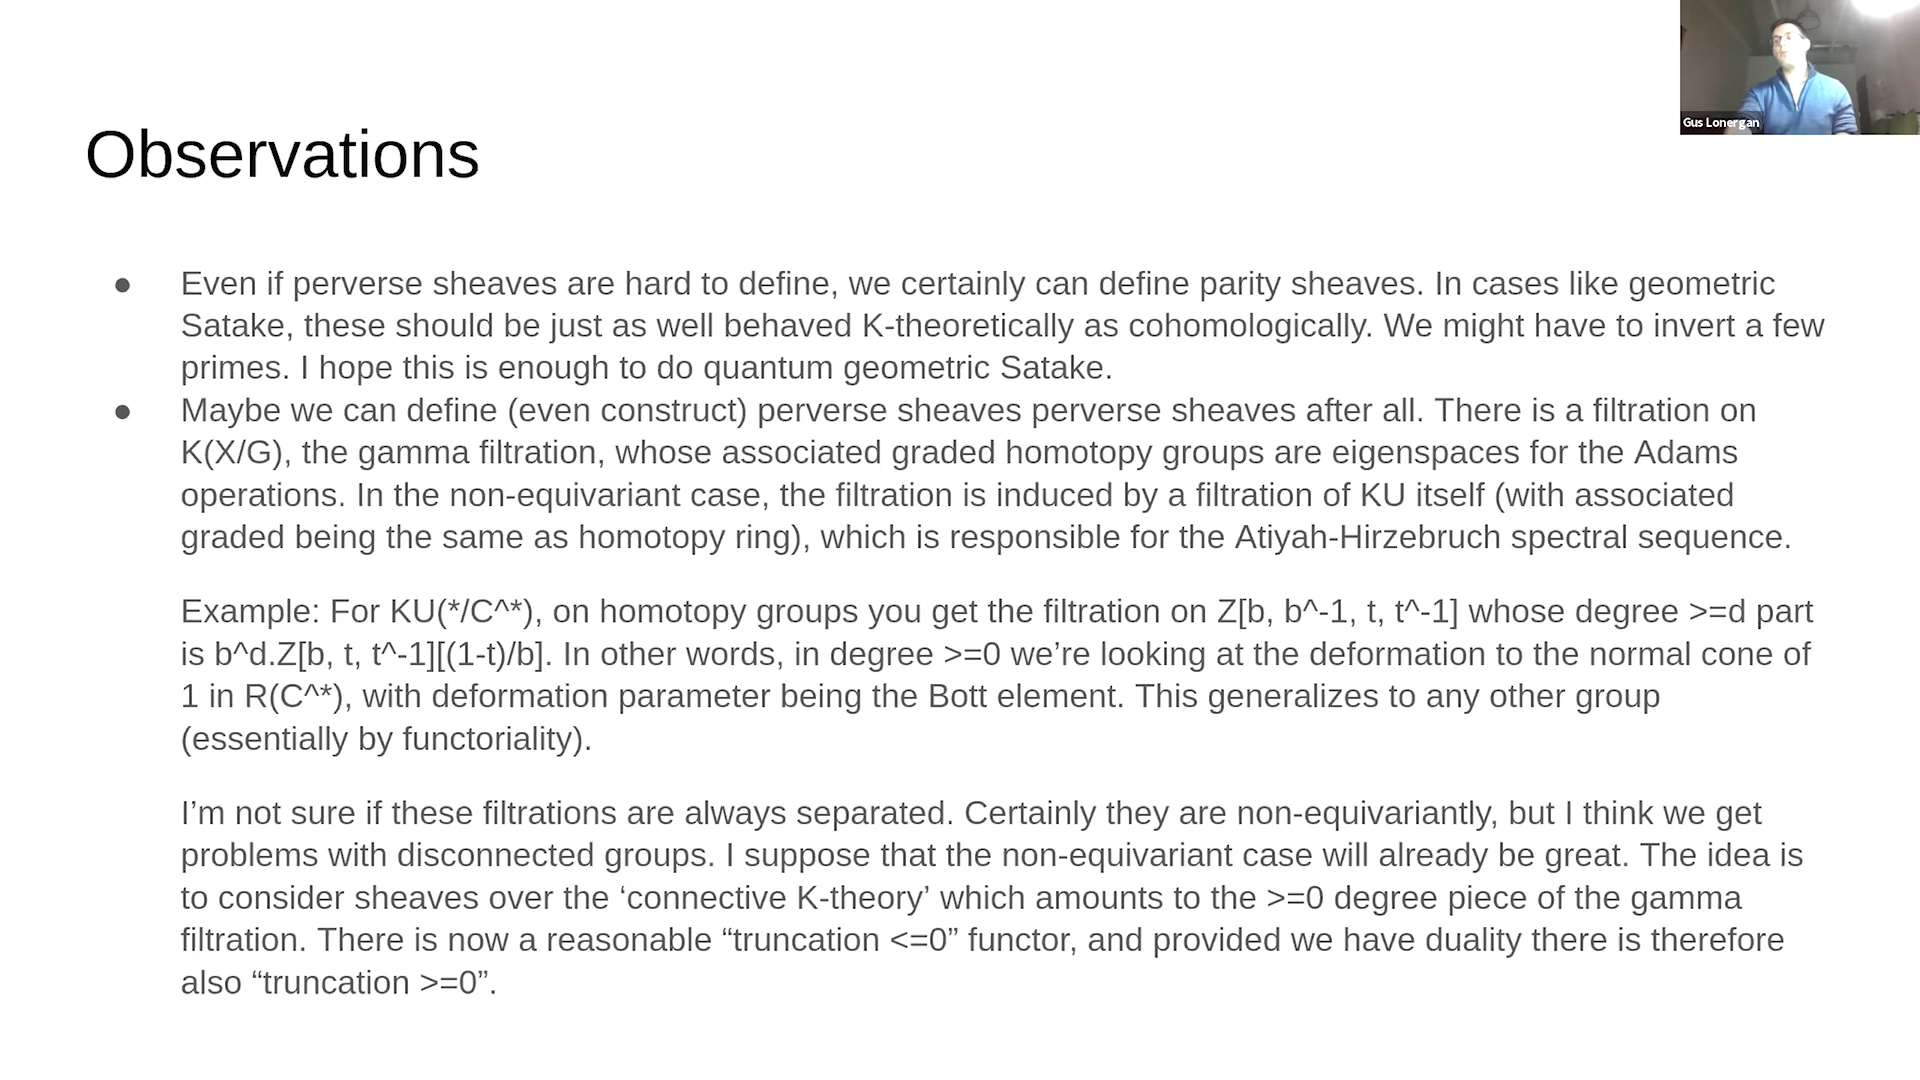 Gus Lonergan
Observations
● Even if perverse sheaves are hard to define, we certainly can define parity sheaves. In cases like geometric
Satake, these should be just as well behaved K-theoretically as cohomologically. We might have to invert a few
primes. I hope this is enough to do quantum geometric Satake.
● Maybe we can define (even construct) perverse sheaves perverse sheaves after all. There is a filtration on
K(X/G), the gamma filtration, whose associated graded homotopy groups are eigenspaces for the Adams
operations. In the non-equivariant case, the filtration is induced by a filtration of KU itself (with associated
graded being the same as homotopy ring), which is responsible for the Atiyah-Hirzebruch spectral sequence.
Example: For KU(*/C^*), on homotopy groups you get the filtration on Z[b, b^-1, t, t^-1] whose degree >=d part
is b^d.Z[b, t, t^-1][(1-t)/b]. In other words, in degree >=0 we’re looking at the deformation to the normal cone of
1 in R(C^*), with deformation parameter being the Bott element. This generalizes to any other group
(essentially by functoriality).
I’m not sure if these filtrations are always separated. Certainly they are non-equivariantly, but I think we get
problems with disconnected groups. I suppose that the non-equivariant case will already be great. The idea is
to consider sheaves over the ‘connective K-theory’ which amounts to the >=0 degree piece of the gamma
filtration. There is now a reasonable “truncation <=0” functor, and provided we have duality there is therefore
also “truncation >=0”.